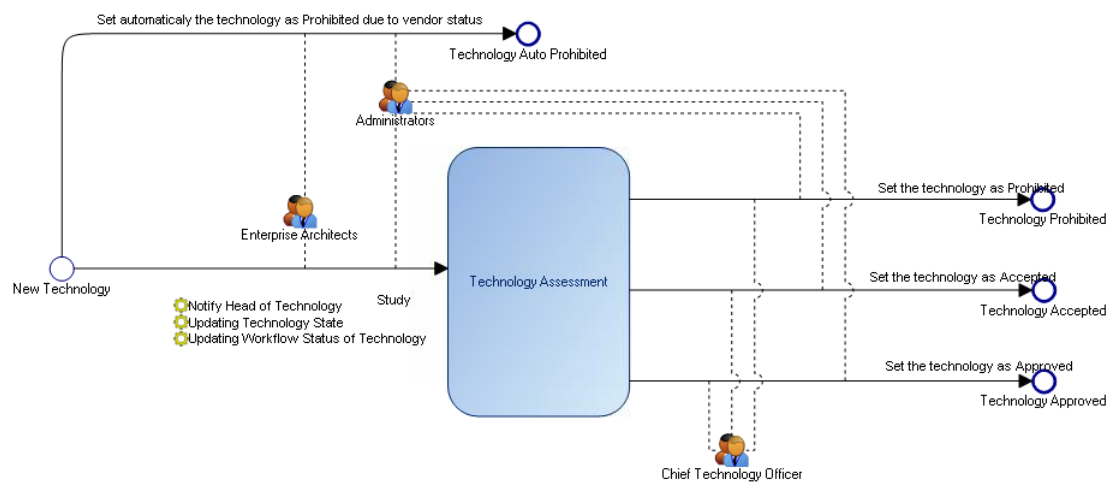 Set automaticaly the technology as Prohibited due to vendor status
Technology Auto Prohibited
Administrators
Set the technology as Prohibited
Technology Prohibited
Enterprise Architects
New Technology
Study
Technology Assessment
Set the technology as Accepted
Technology Accepted
Notify Head of Technology
Updating Technology State
Updating Workflow Status of Technology
Set the technology as Approved
Technology Approved
Chief Technology Officer